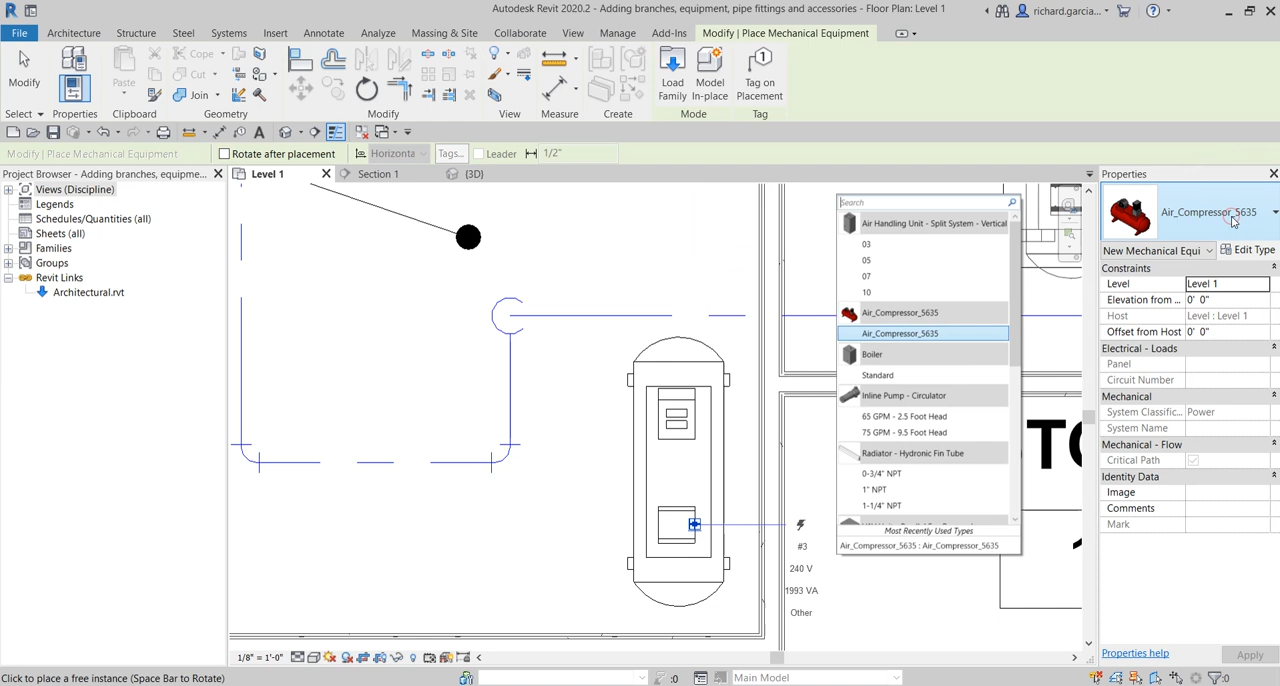 Autodesk Revit 2020.2 - Adding branches, equipment, pipe fittings and accessories - Floor Plan: Level 1
richard.garcia...
File Architecture Structure Steel Systems Insert Annotate Analyze Massing & Site Collaborate View Manage Add-Ins Modify | Place Mechanical Equipment
Modify
Paste
Cope
Cut
Join
Load Family
Model In-place
Tag on Placement
Select Properties Clipboard Geometry Modify View Measure Create Mode Tag
Modify | Place Mechanical Equipment Rotate after placement Horizonta Tags... Leader 1/2"
Project Browser - Adding branches, equipme...
Level 1 Section 1 {3D}
Properties
Views (Discipline)
Legends
Schedules/Quantities (all)
Sheets (all)
Families
Groups
Revit Links
Architectural.rvt
#3
240 V
1993 VA
Other
Search
Air Handling Unit - Split System - Vertical
03
05
07
10
Air_Compressor_5635
Air_Compressor_5635
Boiler
Standard
Inline Pump - Circulator
65 GPM - 2.5 Foot Head
75 GPM - 9.5 Foot Head
Radiator - Hydronic Fin Tube
0-3/4" NPT
1" NPT
1-1/4" NPT
Most Recently Used Types
Air_Compressor_5635 : Air_Compressor_5635
Air_Compressor_5635
New Mechanical Equi Edit Type
Constraints
Level Level 1
Elevation from ... 0' 0"
Host Level : Level 1
Offset from Host 0' 0"
Electrical - Loads
Panel
Circuit Number
Mechanical
System Classific... Power
System Name
Mechanical - Flow
Critical Path
Identity Data
Image
Comments
Mark
Properties help Apply
1/8" = 1'-0"
Click to place a free instance (Space Bar to Rotate) :0 Main Model :0